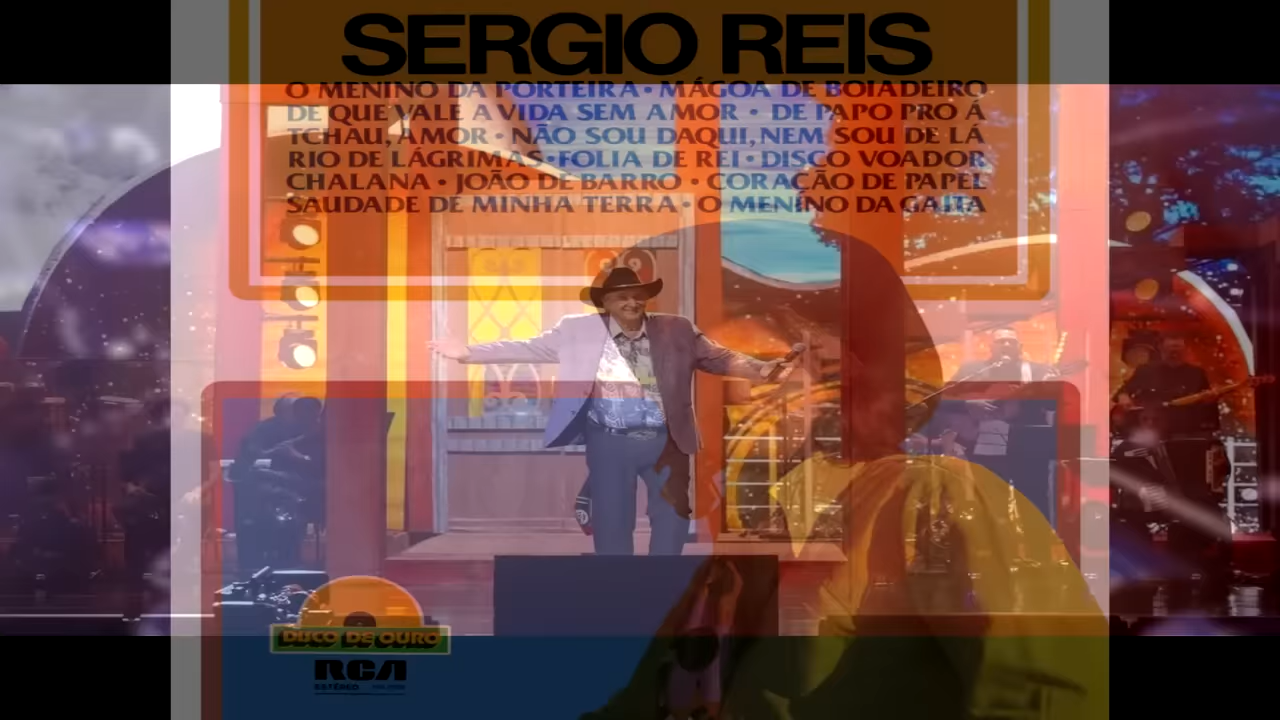 SERGIO REIS
O MENINO DA PORTEIRA • MÁGOA DE BOIADEIRO
DE QUE VALE A VIDA SEM AMOR • DE PAPO PRO Á
TCHAU, AMOR • NÃO SOU DAQUI, NEM SOU DE LÁ
RIO DE LÁGRIMAS • FOLIA DE REI • DISCO VOADOR
CHALANA • JOÃO DE BARRO • CORAÇÃO DE PAPEL
SAUDADE DE MINHA TERRA • O MENINO DA GAITA
DISCO DE OURO
RCA
ESTÉREO